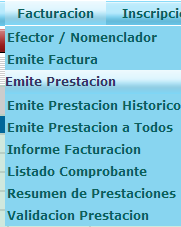 Facturacion Inscripcio
Efector / Nomenclador
Emite Factura
Emite Prestacion
Emite Prestacion Historico
Emite Prestacion a Todos
Informe Facturacion
Listado Comprobante
Resumen de Prestaciones
Validacion Prestacion